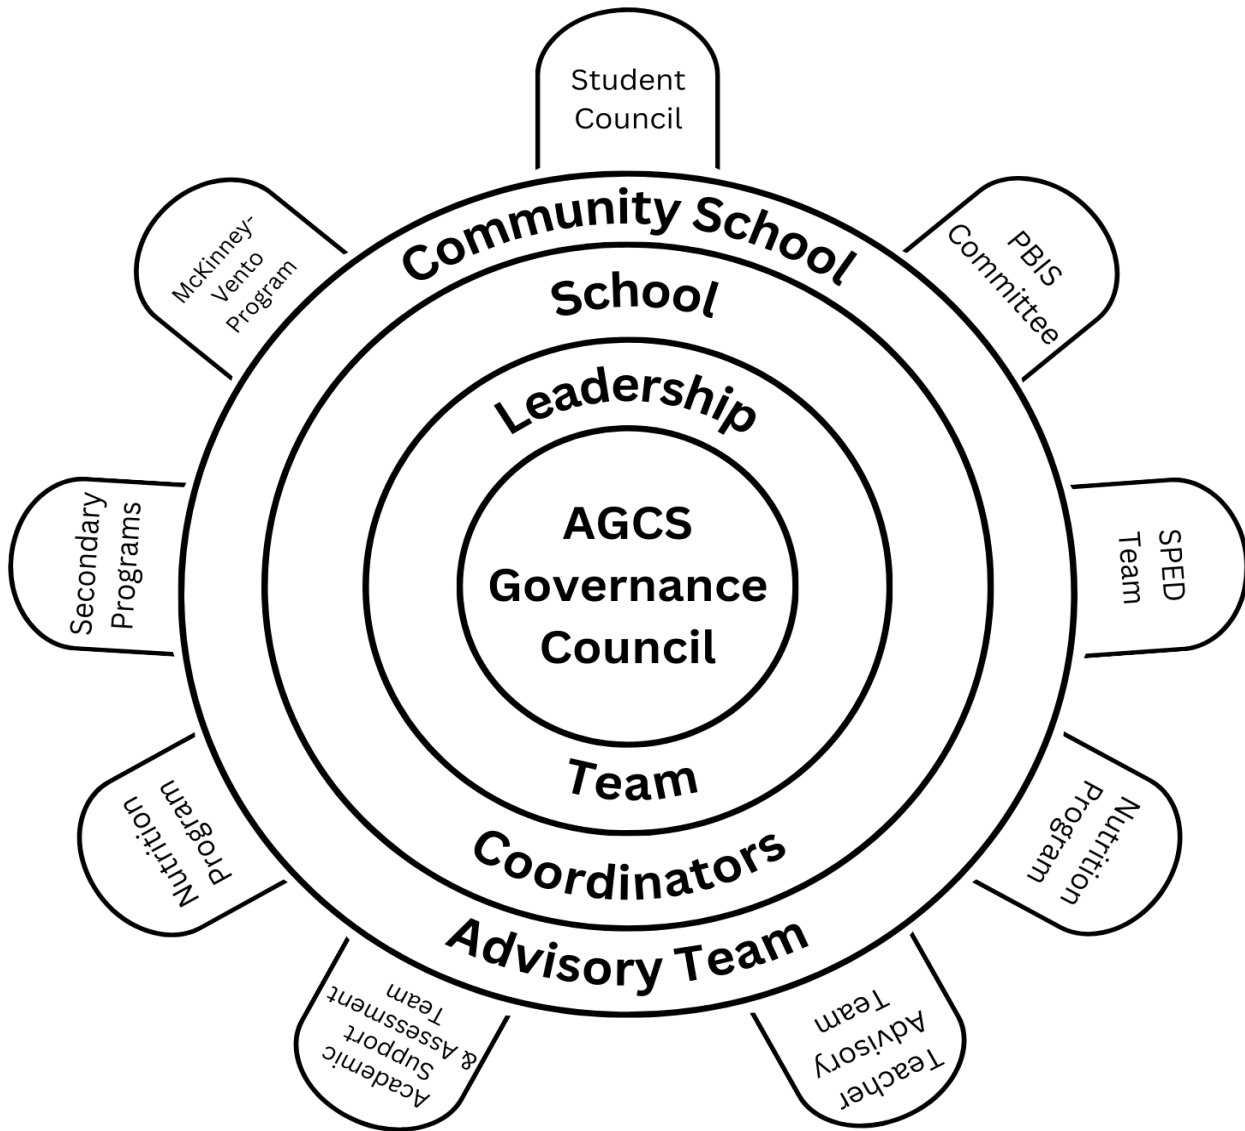 Student
Council
PBIS
Committee
SPED
Team
Nutrition
Program
Teacher
Advisory
Team
Academic
Support
& Assessment
Team
Nutrition
Program
Secondary
Programs
McKinney-
Vento
Program
Community School
School
Leadership
AGCS
Governance
Council
Team
Coordinators
Advisory Team